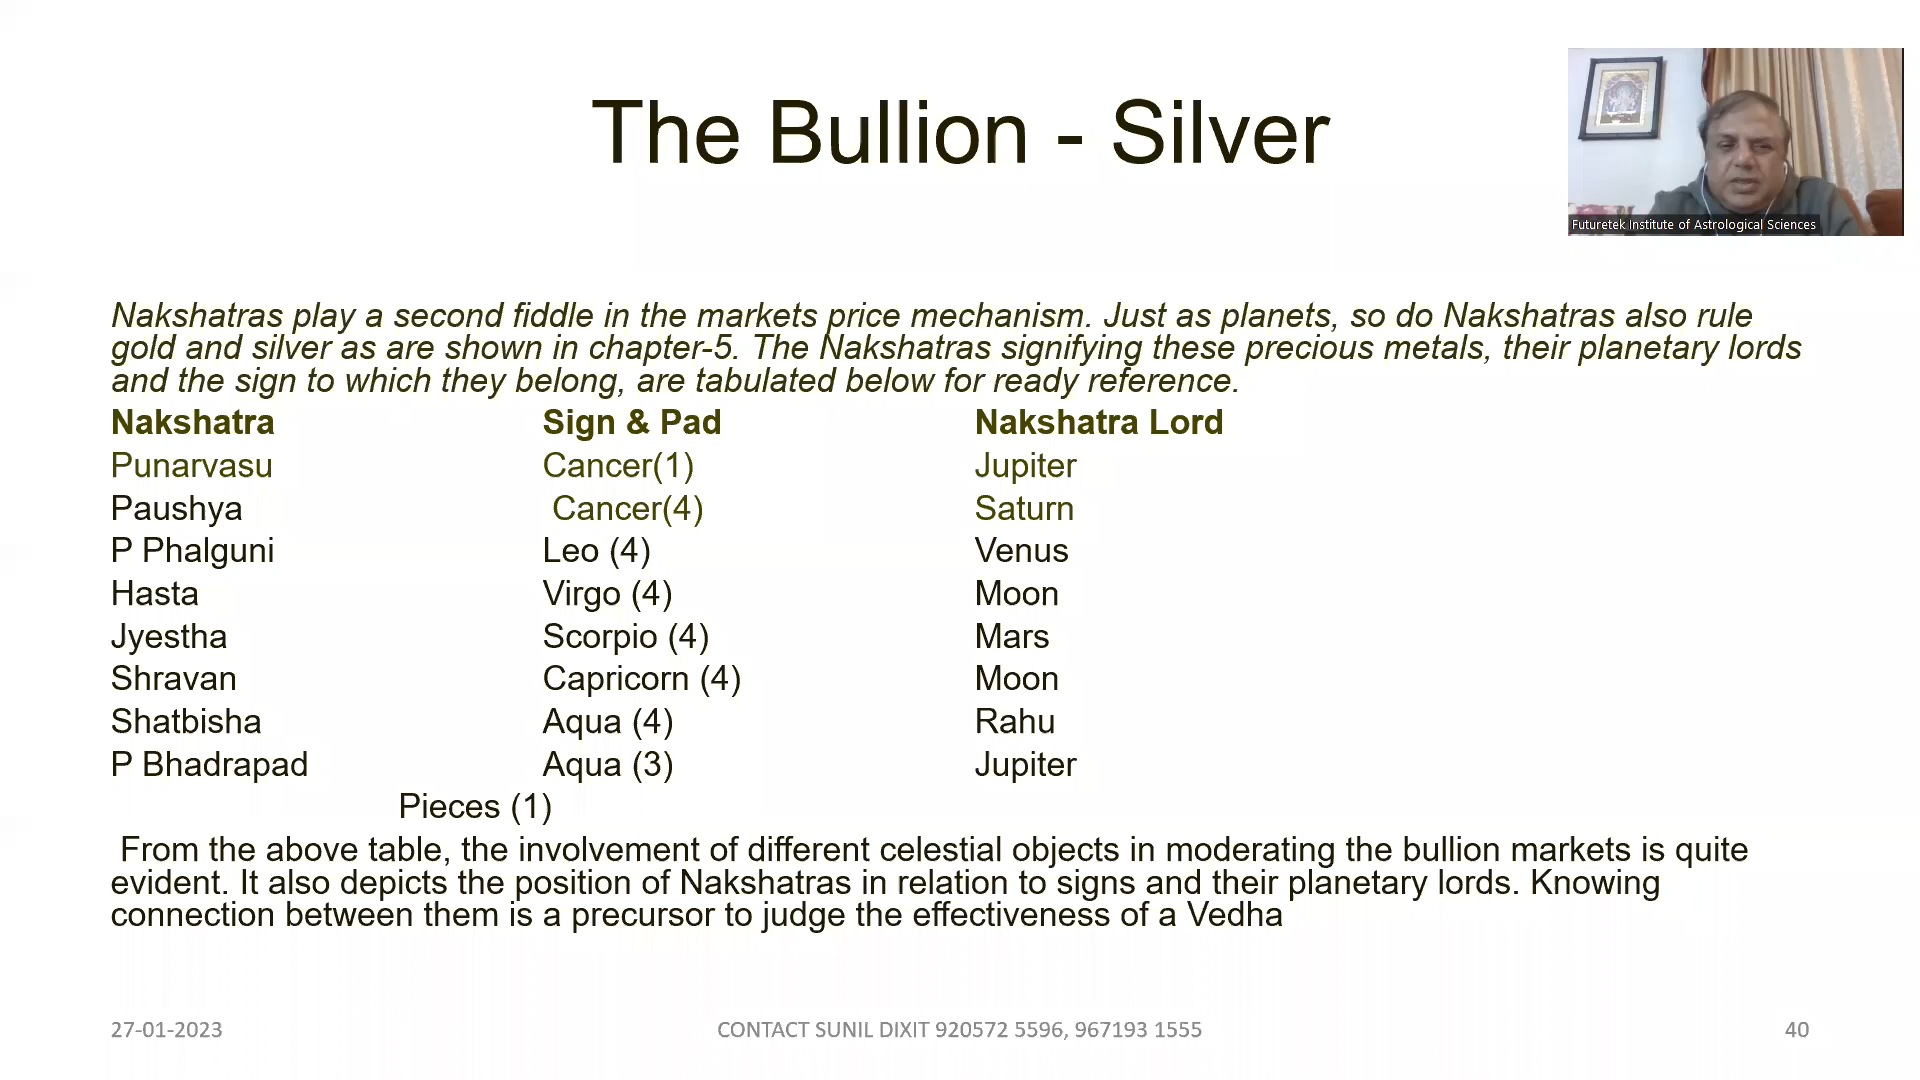 The Bullion - Silver
Futuretek Institute of Astrological Sciences
Nakshatras play a second fiddle in the markets price mechanism. Just as planets, so do Nakshatras also rule
gold and silver as are shown in chapter-5. The Nakshatras signifying these precious metals, their planetary lords
and the sign to which they belong, are tabulated below for ready reference.
Nakshatra Sign & Pad Nakshatra Lord
Punarvasu Cancer(1) Jupiter
Paushya Cancer(4) Saturn
P Phalguni Leo (4) Venus
Hasta Virgo (4) Moon
Jyestha Scorpio (4) Mars
Shravan Capricorn (4) Moon
Shatbisha Aqua (4) Rahu
P Bhadrapad Aqua (3) Jupiter
Pieces (1)
From the above table, the involvement of different celestial objects in moderating the bullion markets is quite
evident. It also depicts the position of Nakshatras in relation to signs and their planetary lords. Knowing
connection between them is a precursor to judge the effectiveness of a Vedha
27-01-2023 CONTACT SUNIL DIXIT 920572 5596, 967193 1555 40